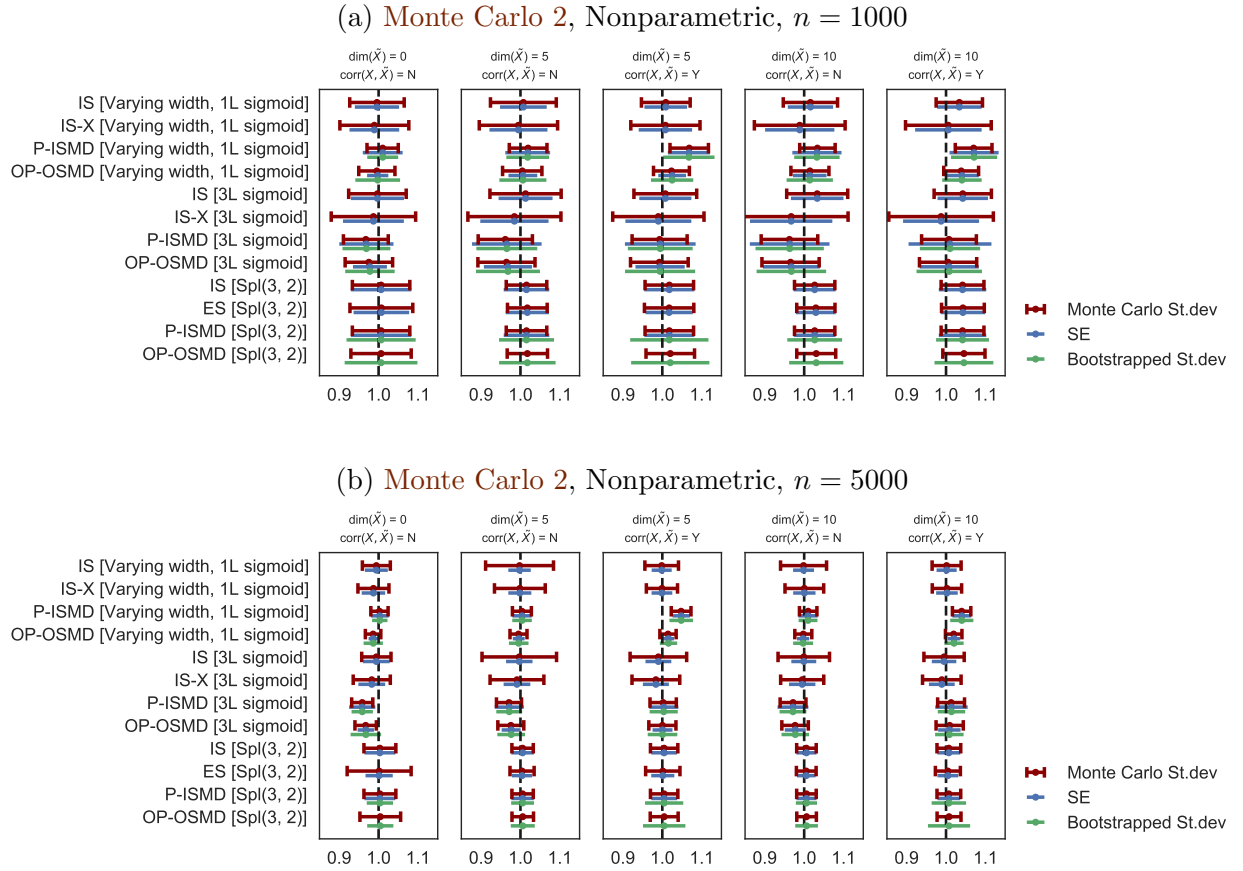 (a) Monte Carlo 2, Nonparametric, n = 1000
dim(X̃) = 0
corr(X, X̃) = N
dim(X̃) = 5
corr(X, X̃) = N
dim(X̃) = 5
corr(X, X̃) = Y
dim(X̃) = 10
corr(X, X̃) = N
dim(X̃) = 10
corr(X, X̃) = Y
IS [Varying width, 1L sigmoid]
IS-X [Varying width, 1L sigmoid]
P-ISMD [Varying width, 1L sigmoid]
OP-OSMD [Varying width, 1L sigmoid]
IS [3L sigmoid]
IS-X [3L sigmoid]
P-ISMD [3L sigmoid]
OP-OSMD [3L sigmoid]
IS [Spl(3, 2)]
ES [Spl(3, 2)]
P-ISMD [Spl(3, 2)]
OP-OSMD [Spl(3, 2)]
0.9 1.0 1.1
0.9 1.0 1.1
0.9 1.0 1.1
0.9 1.0 1.1
0.9 1.0 1.1
Monte Carlo St.dev
SE
Bootstrapped St.dev
(b) Monte Carlo 2, Nonparametric, n = 5000
dim(X̃) = 0
corr(X, X̃) = N
dim(X̃) = 5
corr(X, X̃) = N
dim(X̃) = 5
corr(X, X̃) = Y
dim(X̃) = 10
corr(X, X̃) = N
dim(X̃) = 10
corr(X, X̃) = Y
IS [Varying width, 1L sigmoid]
IS-X [Varying width, 1L sigmoid]
P-ISMD [Varying width, 1L sigmoid]
OP-OSMD [Varying width, 1L sigmoid]
IS [3L sigmoid]
IS-X [3L sigmoid]
P-ISMD [3L sigmoid]
OP-OSMD [3L sigmoid]
IS [Spl(3, 2)]
ES [Spl(3, 2)]
P-ISMD [Spl(3, 2)]
OP-OSMD [Spl(3, 2)]
0.9 1.0 1.1
0.9 1.0 1.1
0.9 1.0 1.1
0.9 1.0 1.1
0.9 1.0 1.1
Monte Carlo St.dev
SE
Bootstrapped St.dev